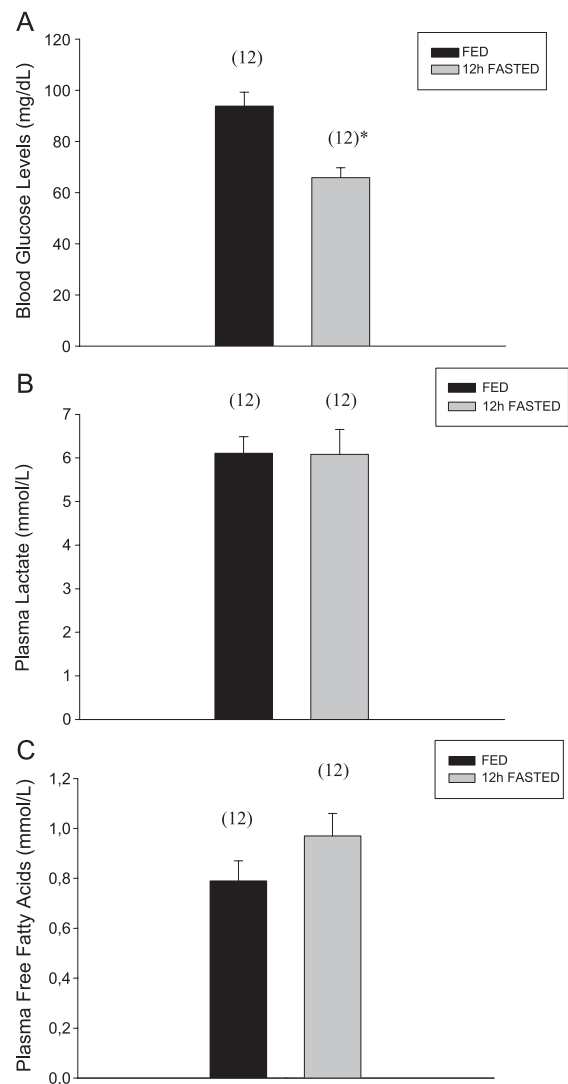 A
Blood Glucose Levels (mg/dL)
120
100
80
60
40
20
0
(12)
(12)*
FED
12h FASTED
B
Plasma Lactate (mmol/L)
7
6
5
4
3
2
1
0
(12)
(12)
FED
12h FASTED
C
Plasma Free Fatty Acids (mmol/L)
1,2
1,0
0,8
0,6
0,4
0,2
0,0
(12)
(12)
FED
12h FASTED